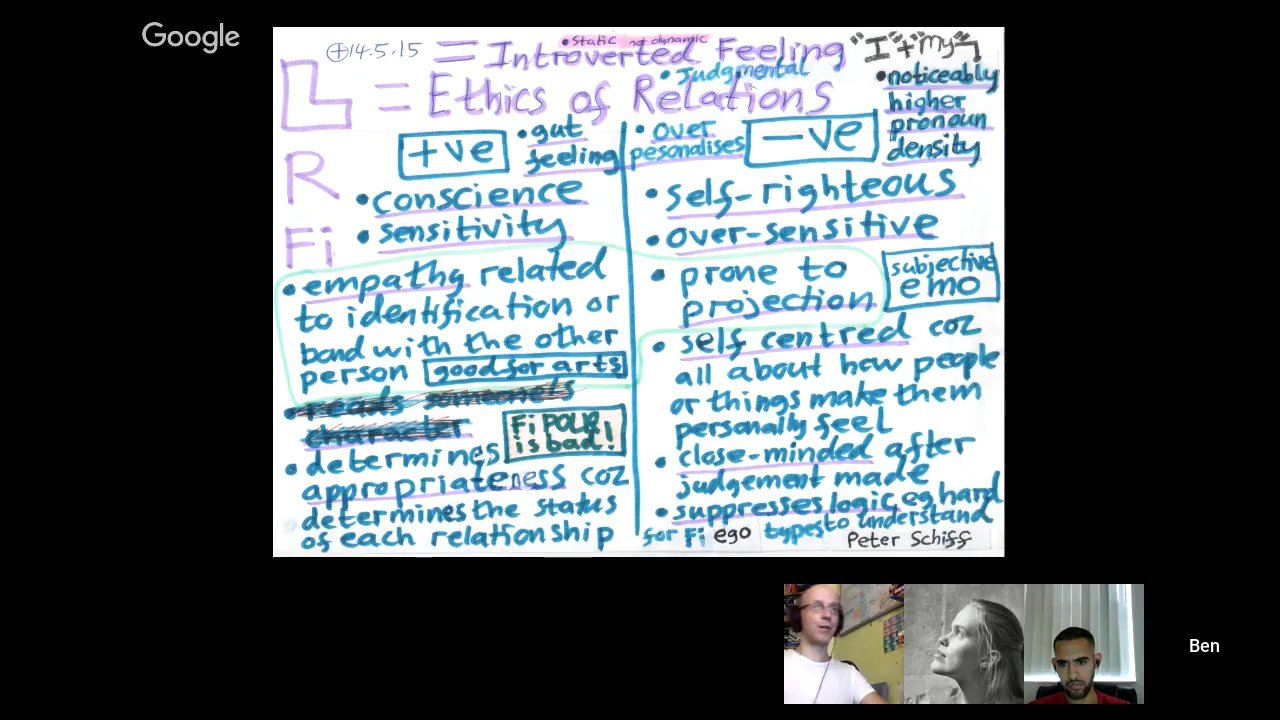 Google
⊕14.5.15 = Introverted Feeling "I"+"my"
• Static not dynamic
• Judgmental
L = Ethics of Relations
• noticeably
higher
pronoun
density
R
Fi
+ve
• gut
feeling
• conscience
• sensitivity
• empathy related
to identification or
bond with the other
person good for arts
• reads someone's
character
Fi PoLR
is bad!
• determines
appropriateness coz
determines the status
of each relationship
• over
pesonalises
-ve
• self-righteous
• over-sensitive
• prone to
projection
subjective
emo
• self centred coz
all about how people
or things make them
personally feel
• close-minded after
judgement made
• suppresses logic, eg hard
for Fi ego types to understand
Peter Schiff
Ben